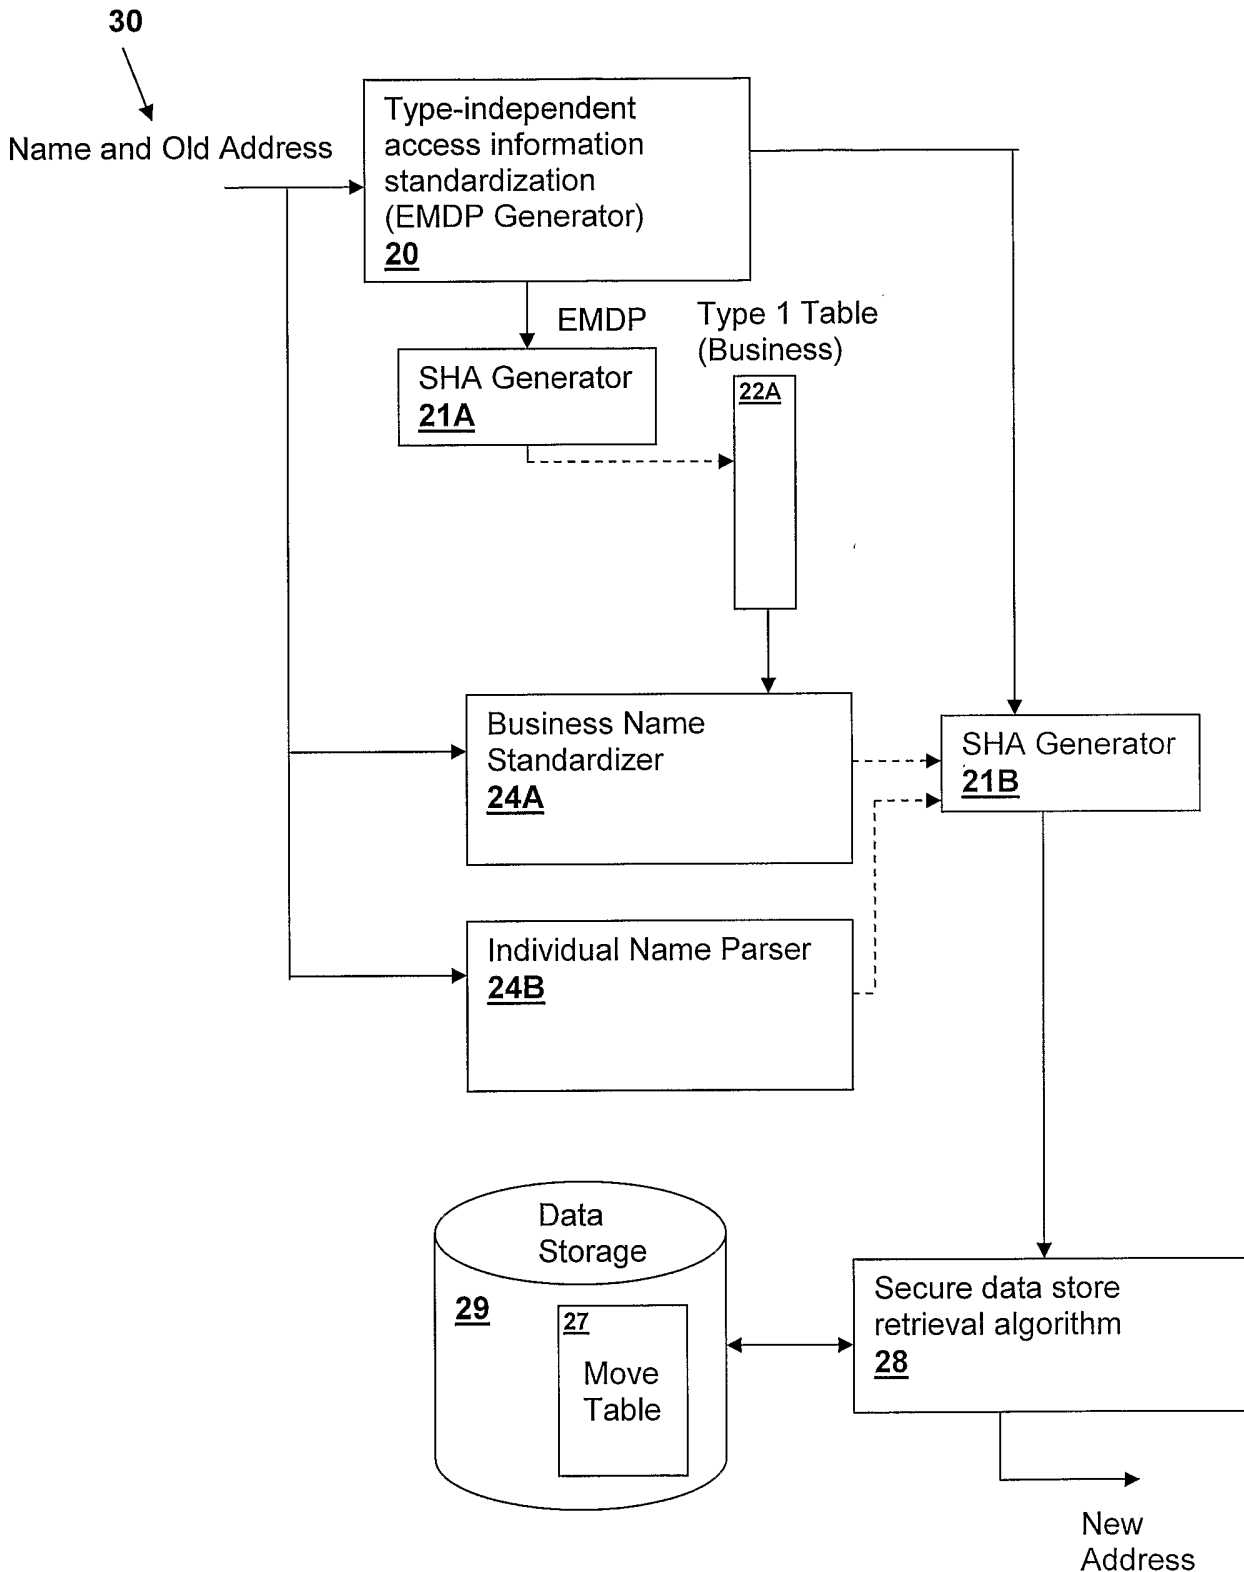 30
Name and Old Address
Type-independent
access information
standardization
(EMDP Generator)
20
EMDP
Type 1 Table
(Business)
SHA Generator
21A
22A
Business Name
Standardizer
24A
SHA Generator
21B
Individual Name Parser
24B
Data
Storage
29
27
Move
Table
Secure data store
retrieval algorithm
28
New
Address